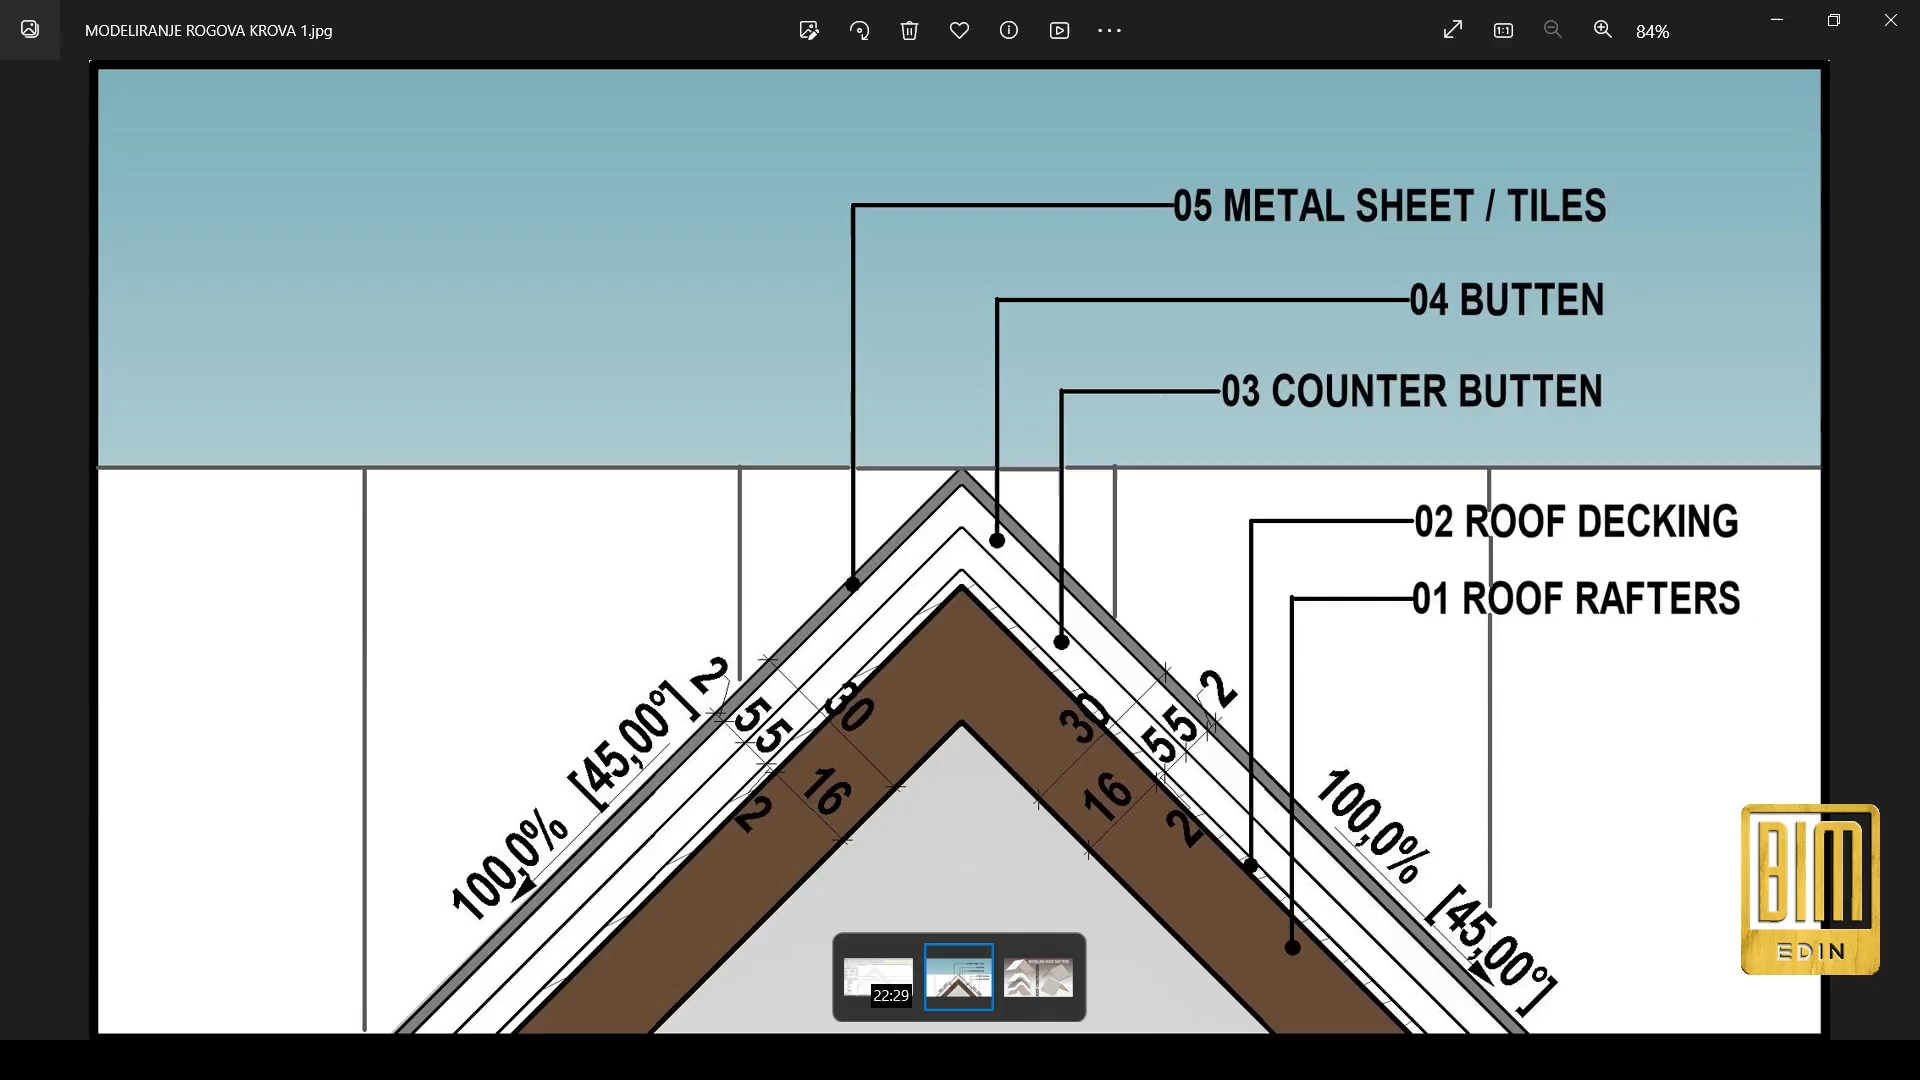 MODELIRANJE ROGOVA KROVA 1.jpg
1:1
84%
05 METAL SHEET / TILES
04 BUTTEN
03 COUNTER BUTTEN
02 ROOF DECKING
01 ROOF RAFTERS
100,0% [45,00°]
2
5
5
30
16
2
2
5
5
30
16
2
100,0% [45,00°]
22:29
BIM
EDIN